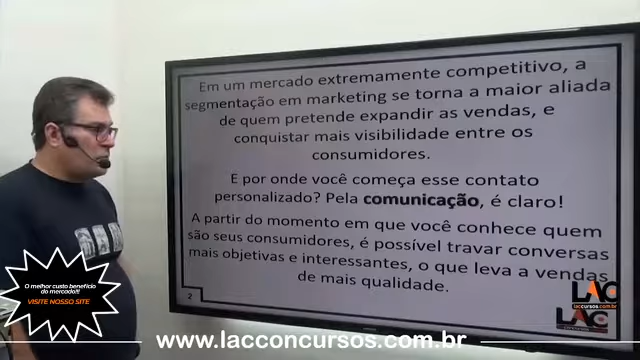 Em um mercado extremamente competitivo, a
segmentação em marketing se torna a maior aliada
de quem pretende expandir as vendas, e
conquistar mais visibilidade entre os
consumidores.
E por onde você começa esse contato
personalizado? Pela comunicação, é claro!
A partir do momento em que você conhece quem
são seus consumidores, é possível travar conversas
mais objetivas e interessantes, o que leva a vendas
de mais qualidade.
2
LAC
lacconcursos.com.br
LAC
O melhor custo benefício
do mercado!!!
VISITE NOSSO SITE
www.lacconcursos.com.br